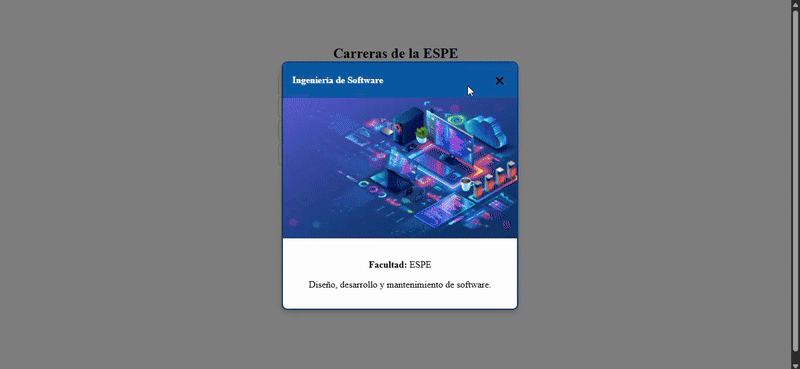 Carreras de la ESPE
Ingeniería de Software
Facultad: ESPE
Diseño, desarrollo y mantenimiento de software.